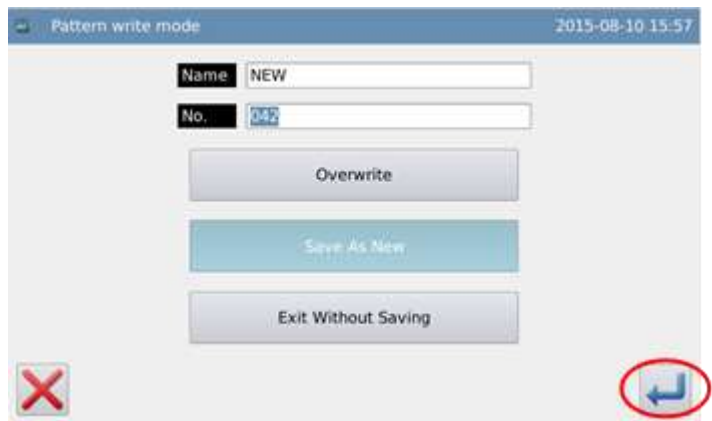 Pattern write mode 2015-08-10 15:57
Name NEW
No. 042
Overwrite
Save As New
Exit Without Saving